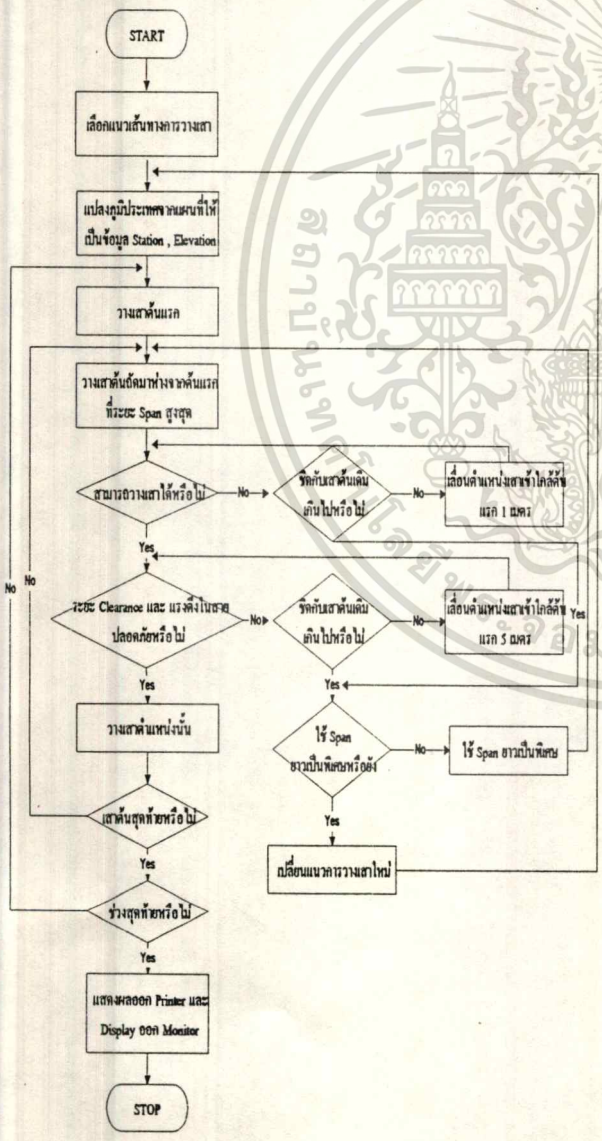 START
เลือกแนวเส้นทางการวางเสา
แปลงภูมิประเทศจากแผนที่ให้
เป็นข้อมูล Station , Elevation
วางเสาต้นแรก
วางเสาต้นถัดมาห่างจากต้นแรก
ที่ระยะ Span สูงสุด
สามารถวางเสาได้หรือไม่
No
ชิดกับเสาต้นเดิม
เกินไปหรือไม่
No
เลื่อนตำแหน่งเสาเข้าใกล้ต้น
แรก 1 เมตร
Yes
No
No
ระยะ Clearance และ แรงดึงในสาย
ปลอดภัยหรือไม่
No
ชิดกับเสาต้นเดิม
เกินไปหรือไม่
No
เลื่อนตำแหน่งเสาเข้าใกล้ต้น
แรก 5 เมตร
Yes
Yes
Yes
วางเสาตำแหน่งนั้น
ใช้ Span
ยาวเป็นพิเศษหรือยัง
No
ใช้ Span ยาวเป็นพิเศษ
เสาต้นสุดท้ายหรือไม่
Yes
Yes
เปลี่ยนแนวการวางเสาใหม่
ช่วงสุดท้ายหรือไม่
Yes
แสดงผลออก Printer และ
Display ออก Monitor
STOP